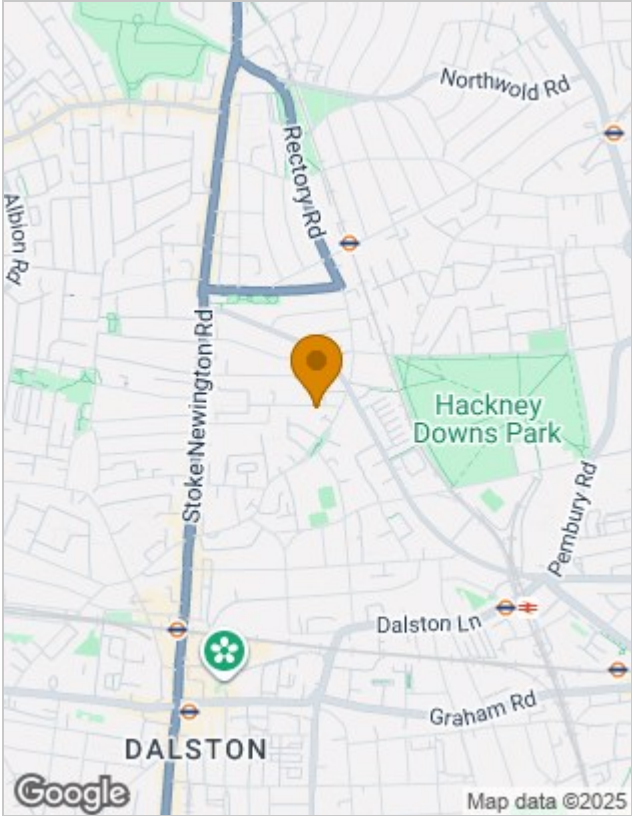 Northwold Rd
Rectory Rd
Albion Rd
Stoke Newington Rd
Hackney
Downs Park
Pembury Rd
Dalston Ln
Graham Rd
DALSTON
Google
Map data ©2025